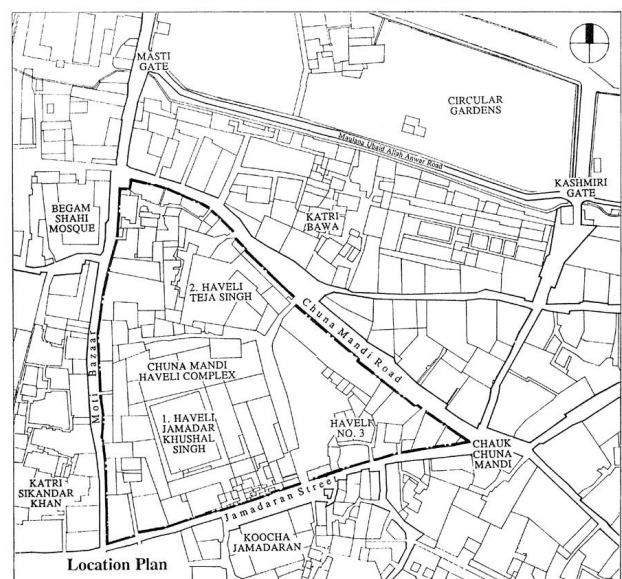 MASTI
GATE
CIRCULAR
GARDENS
Maulana Ubaid Allah Anwar Road
KASHMIRI
GATE
BEGAM
SHAHI
MOSQUE
KATRI
BAWA
2. HAVELI
TEJA SINGH
Chuna Mandi Road
Moti Bazaar
CHUNA MANDI
HAVELI COMPLEX
1. HAVELI
JAMADAR
KHUSHAL
SINGH
HAVELI
NO. 3
CHAUK
CHUNA
MANDI
KATRI
SIKANDAR
KHAN
Jamadaran Street
KOOCHA
JAMADARAN
Location Plan